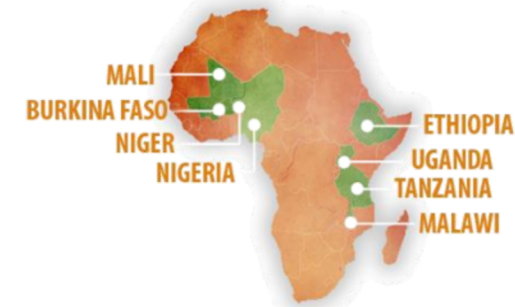 MALI
BURKINA FASO
NIGER
NIGERIA
ETHIOPIA
UGANDA
TANZANIA
MALAWI